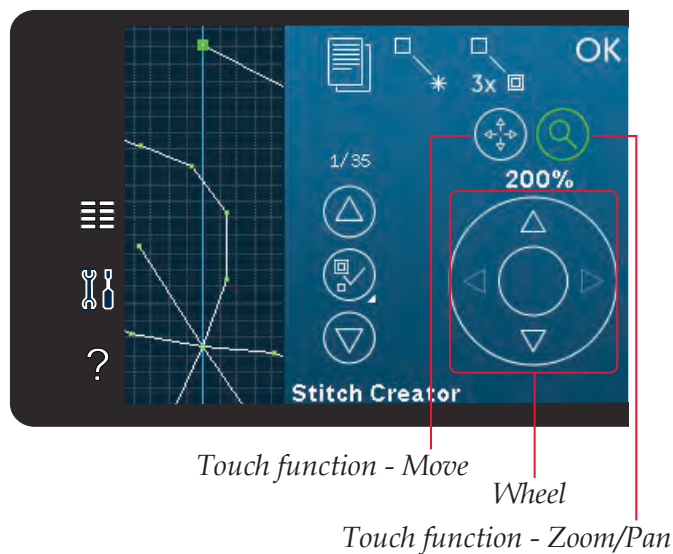 OK
3x
1/35
200%
?
Stitch Creator
Touch function - Move
Wheel
Touch function - Zoom/Pan